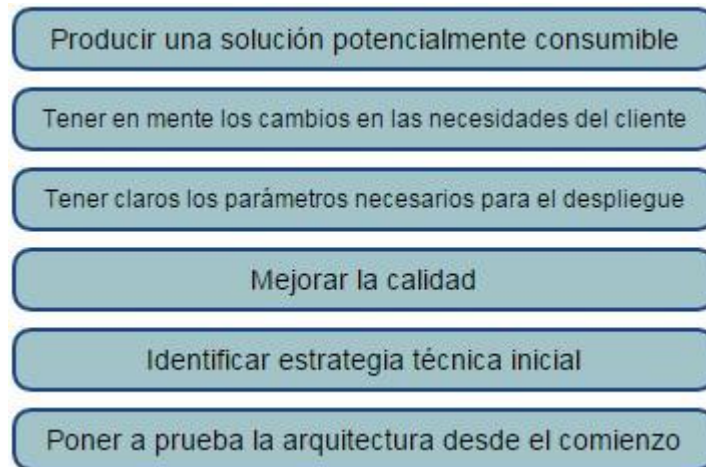 Producir una solución potencialmente consumible
Tener en mente los cambios en las necesidades del cliente
Tener claros los parámetros necesarios para el despliegue
Mejorar la calidad
Identificar estrategia técnica inicial
Poner a prueba la arquitectura desde el comienzo